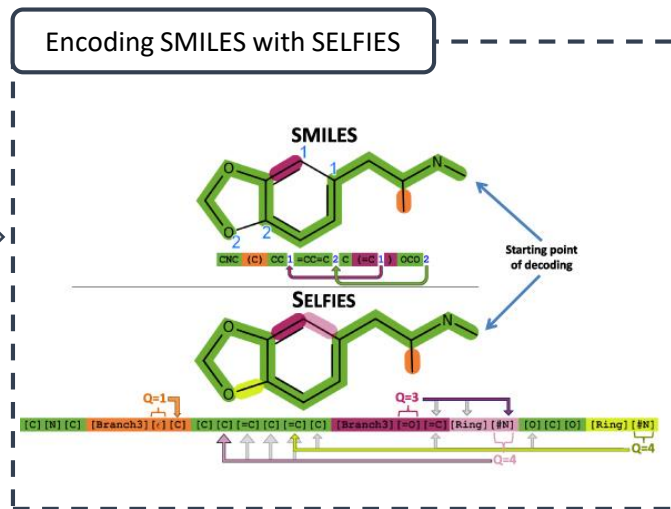 Encoding SMILES with SELFIES
SMILES
1
1
N
O
O
2
2
CNC (C) CC 1 =CC=C 2 C (=C 1 ) OCO 2
Starting point
of decoding
SELFIES
N
O
O
Q=1
Q=3
[C][N][C] [Branch3][ϵ][C] [C][C][=C][C][=C][C] [Branch3][=O][=C][Ring][#N] [O][C][O] [Ring][#N]
Q=4
Q=4